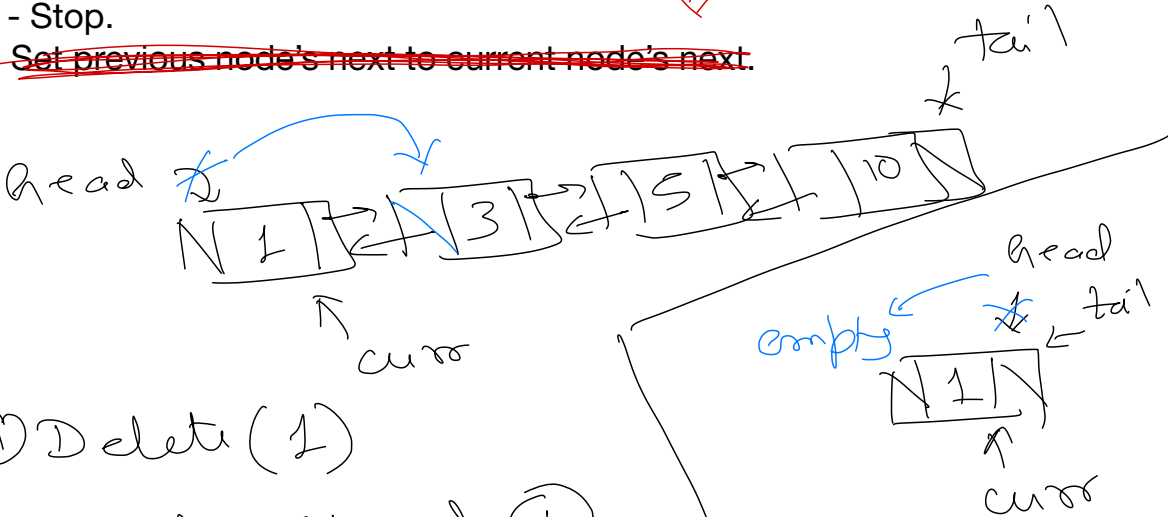 - Stop.
Set previous node's next to current node's next.
tail
head
1
3
5
10
curr
head
tail
empty
1
curr
1) Delete(1)